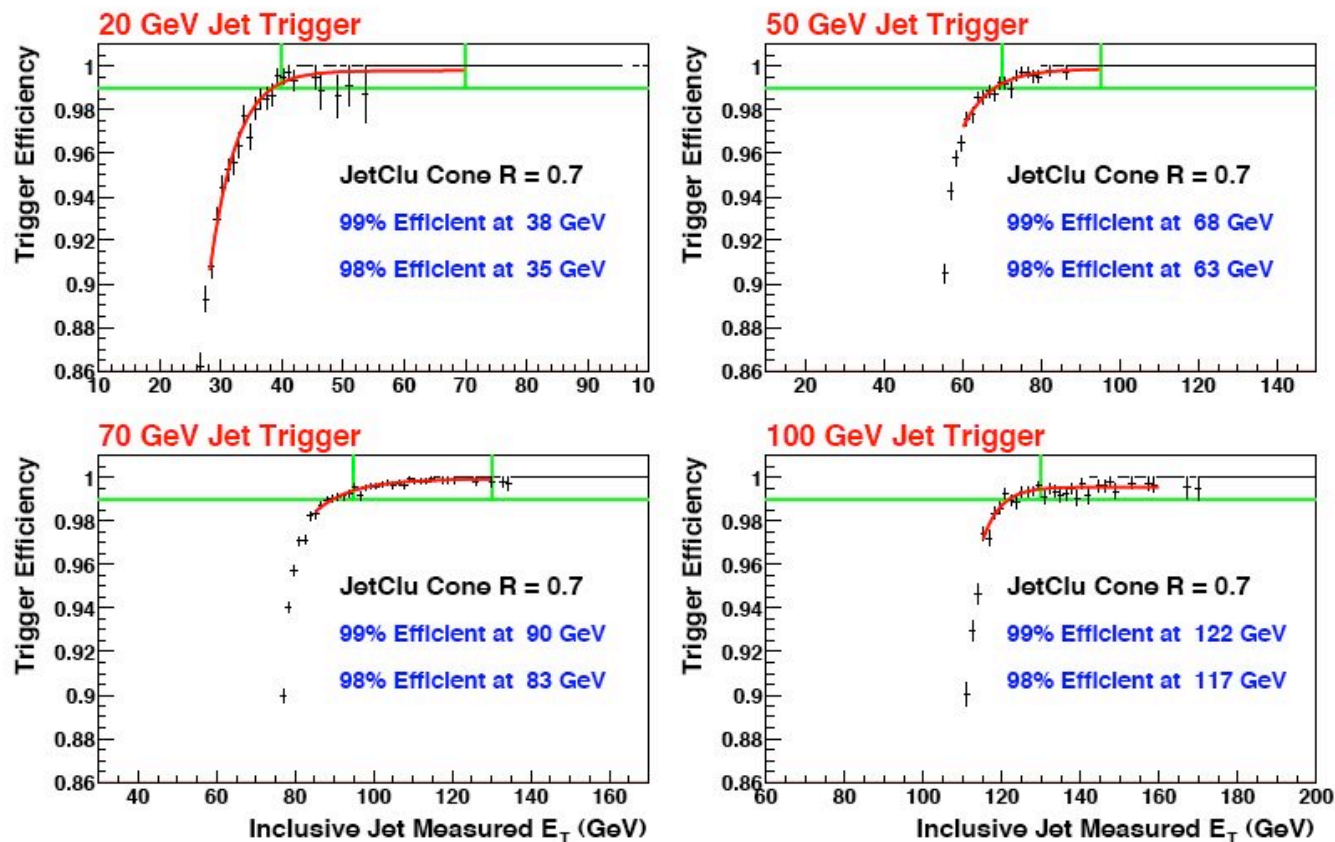 20 GeV Jet Trigger
Trigger Efficiency
1
0.98
0.96
0.94
0.92
0.9
0.88
0.86
JetClu Cone R = 0.7
99% Efficient at 38 GeV
98% Efficient at 35 GeV
10 20 30 40 50 60 70 80 90 10
50 GeV Jet Trigger
Trigger Efficiency
1
0.98
0.96
0.94
0.92
0.9
0.88
0.86
JetClu Cone R = 0.7
99% Efficient at 68 GeV
98% Efficient at 63 GeV
20 40 60 80 100 120 140
70 GeV Jet Trigger
Trigger Efficiency
1
0.98
0.96
0.94
0.92
0.9
0.88
0.86
JetClu Cone R = 0.7
99% Efficient at 90 GeV
98% Efficient at 83 GeV
40 60 80 100 120 140 160
Inclusive Jet Measured E_T (GeV)
100 GeV Jet Trigger
Trigger Efficiency
1
0.98
0.96
0.94
0.92
0.9
0.88
0.86
JetClu Cone R = 0.7
99% Efficient at 122 GeV
98% Efficient at 117 GeV
60 80 100 120 140 160 180 200
Inclusive Jet Measured E_T (GeV)